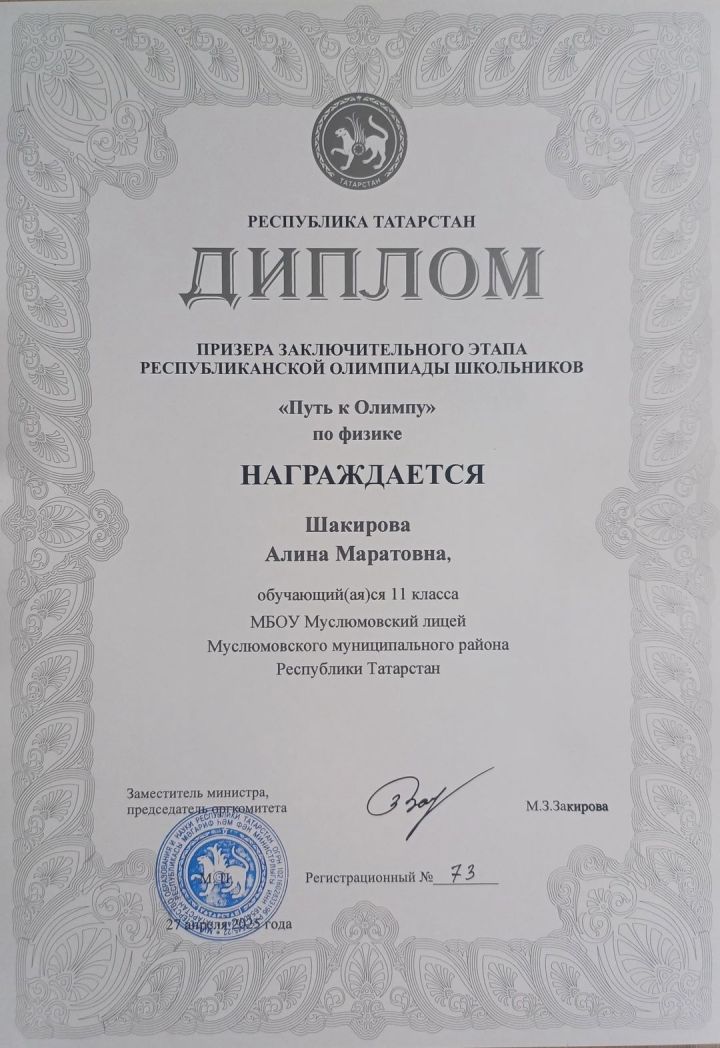 ТАТАРСТАН
РЕСПУБЛИКА ТАТАРСТАН
ДИПЛОМ
ПРИЗЕРА ЗАКЛЮЧИТЕЛЬНОГО ЭТАПА
РЕСПУБЛИКАНСКОЙ ОЛИМПИАДЫ ШКОЛЬНИКОВ
«Путь к Олимпу»
по физике
НАГРАЖДАЕТСЯ
Шакирова
Алина Маратовна,
обучающий(ая)ся 11 класса
МБОУ Муслюмовский лицей
Муслюмовского муниципального района
Республики Татарстан
Заместитель министра,
председатель оргкомитета
М.З.Закирова
М.П.
Регистрационный № 73
27 апреля 2025 года